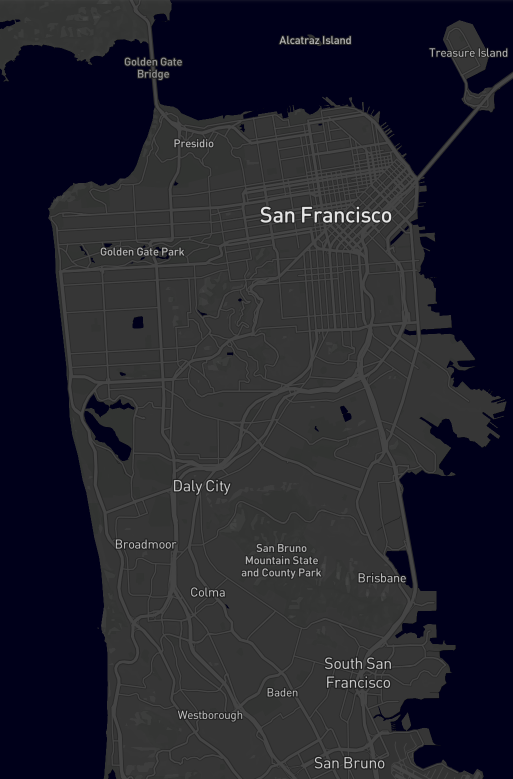 Alcatraz Island
Treasure Island
Golden Gate
Bridge
Presidio
San Francisco
Golden Gate Park
Daly City
Broadmoor
San Bruno
Mountain State
and County Park
Brisbane
Colma
South San
Francisco
Baden
Westborough
San Bruno